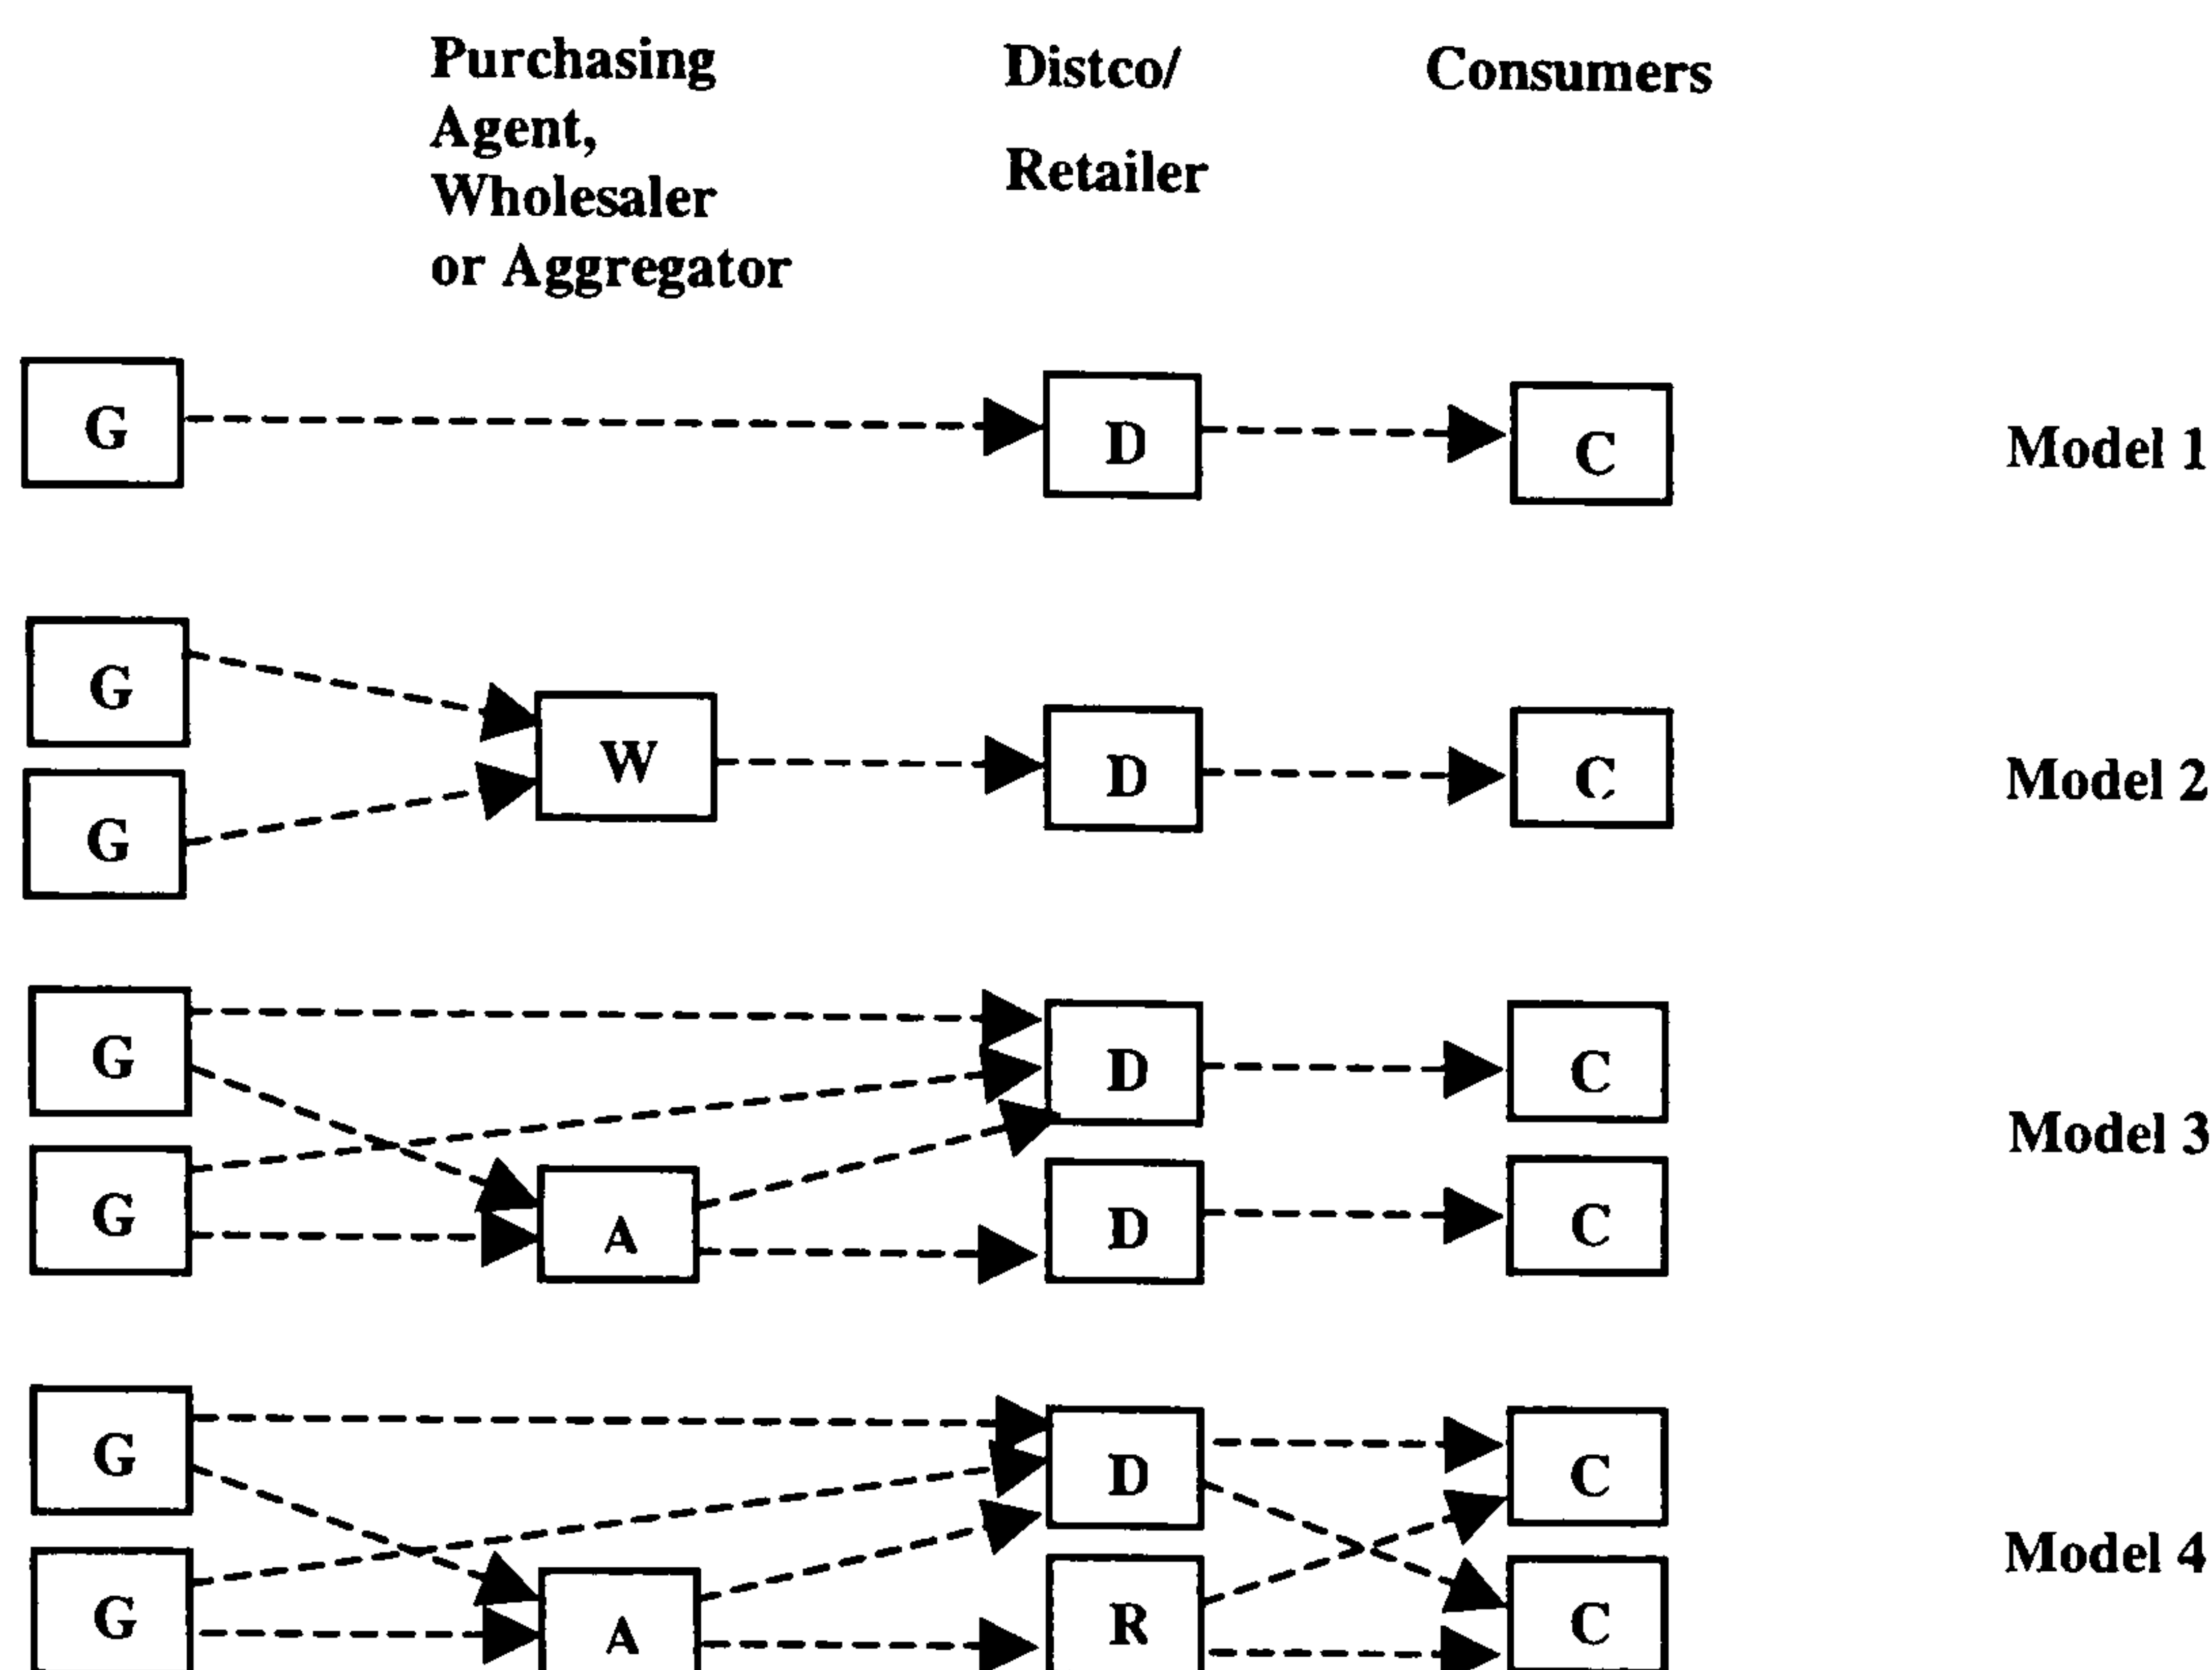 Purchasing
Agent,
Wholesaler
or Aggregator
Distco/
Retailer
Consumers
G
D
C
Model 1
G
G
W
D
C
Model 2
G
G
A
D
D
C
C
Model 3
G
G
A
D
R
C
C
Model 4